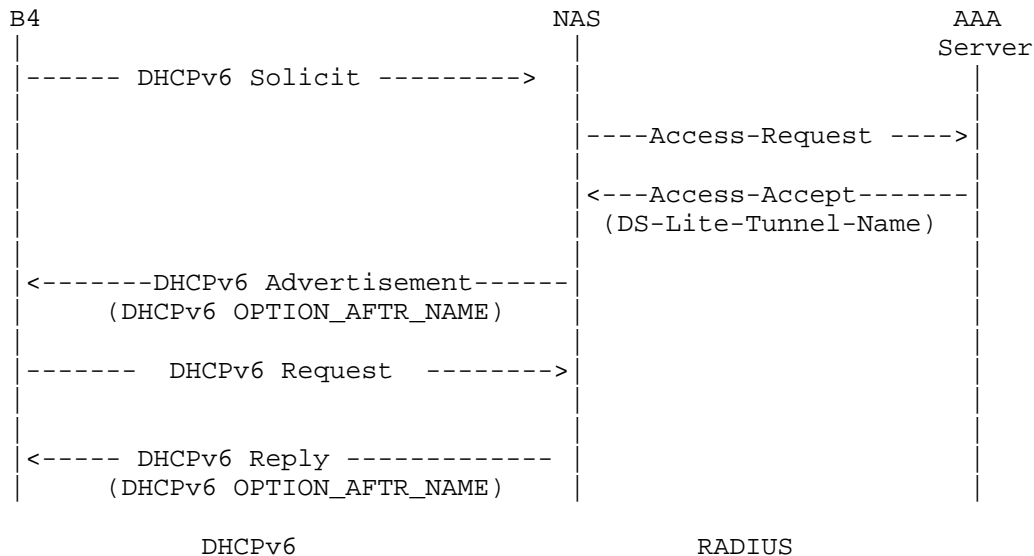 B4 NAS AAA
Server
------ DHCPv6 Solicit --------->
----Access-Request ---->
<---Access-Accept-------
(DS-Lite-Tunnel-Name)
<-------DHCPv6 Advertisement------
(DHCPv6 OPTION_AFTR_NAME)
------- DHCPv6 Request -------->
<----- DHCPv6 Reply -------------
(DHCPv6 OPTION_AFTR_NAME)
DHCPv6 RADIUS